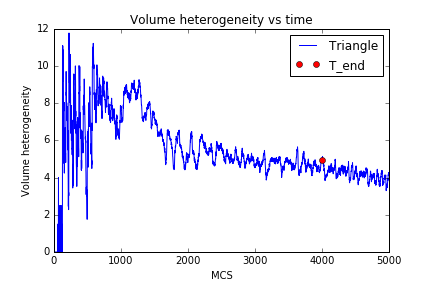 Volume heterogeneity vs time
Triangle
T_end
Volume heterogeneity
12
10
8
6
4
2
0
0 1000 2000 3000 4000 5000
MCS